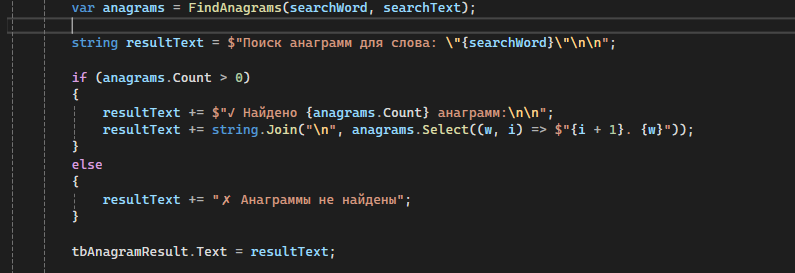 var anagrams = FindAnagrams(searchWord, searchText);
string resultText = $"Поиск анаграмм для слова: \"{searchWord}\"\n\n";
if (anagrams.Count > 0)
{
resultText += $"✓ Найдено {anagrams.Count} анаграмм:\n\n";
resultText += string.Join("\n", anagrams.Select((w, i) => $"{i + 1}. {w}"));
}
else
{
resultText += "✗ Анаграммы не найдены";
}
tbAnagramResult.Text = resultText;